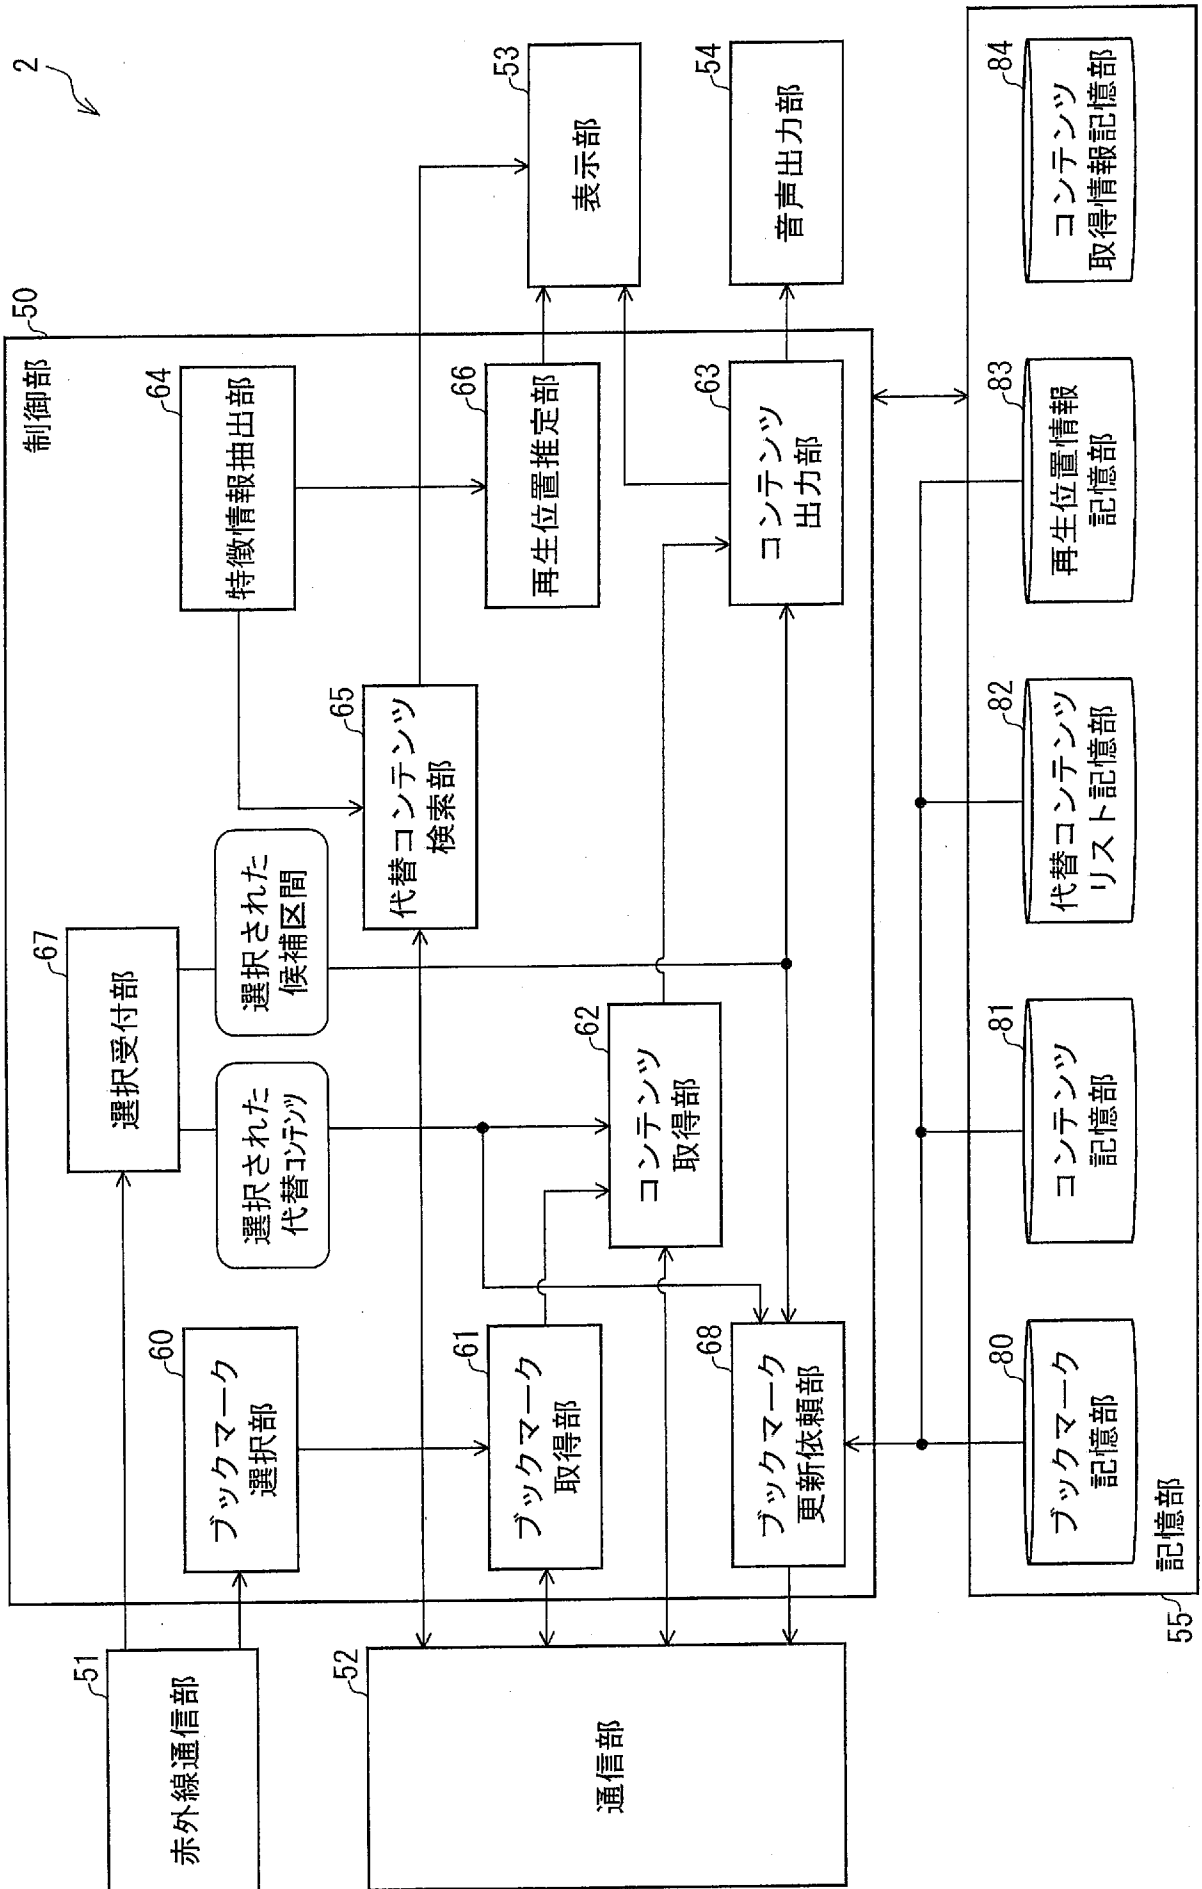 2
50
制御部
51
赤外線通信部
52
通信部
67
選択受付部
選択された
代替コンテンツ
選択された
候補区間
60
ブックマーク
選択部
64
特徴情報抽出部
65
代替コンテンツ
検索部
61
ブックマーク
取得部
66
再生位置推定部
62
コンテンツ
取得部
68
ブックマーク
更新依頼部
63
コンテンツ
出力部
53
表示部
54
音声出力部
55
記憶部
80
ブックマーク
記憶部
81
コンテンツ
記憶部
82
代替コンテンツ
リスト記憶部
83
再生位置情報
記憶部
84
コンテンツ
取得情報記憶部